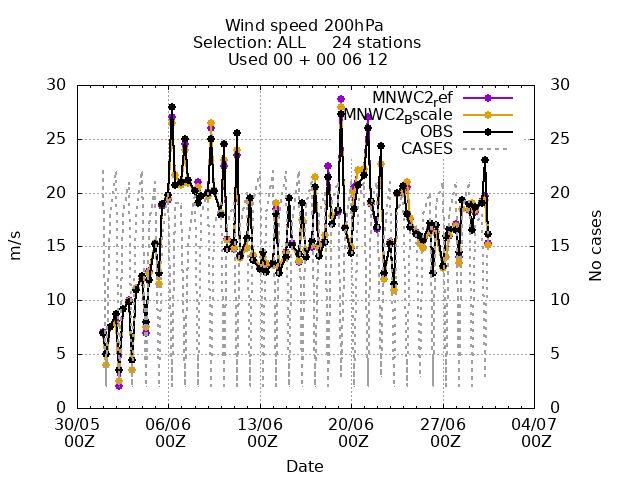 Wind speed 200hPa
Selection: ALL     24 stations
Used 00 + 00 06 12
30 30
MNWC2_ref
MNWC2_Bscale
OBS
CASES
25 25
20 20
15 15
10 10
5 5
0 0
m/s
No cases
30/05 06/06 13/06 20/06 27/06 04/07
00Z 00Z 00Z 00Z 00Z 00Z
Date